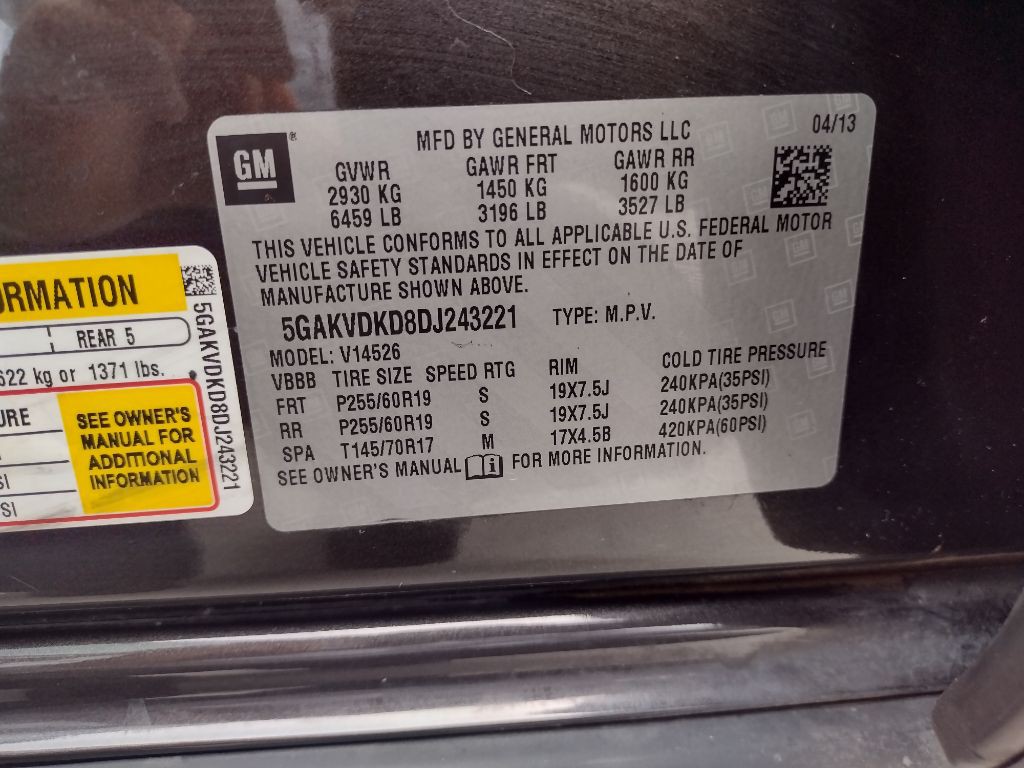 GM®
MFD BY GENERAL MOTORS LLC
04/13
GVWR GAWR FRT GAWR RR
2930 KG 1450 KG 1600 KG
6459 LB 3196 LB 3527 LB
THIS VEHICLE CONFORMS TO ALL APPLICABLE U.S. FEDERAL MOTOR
VEHICLE SAFETY STANDARDS IN EFFECT ON THE DATE OF
MANUFACTURE SHOWN ABOVE.
5GAKVDKD8DJ243221 TYPE: M.P.V.
MODEL: V14526
VBBB TIRE SIZE SPEED RTG RIM COLD TIRE PRESSURE
FRT P255/60R19 S 19X7.5J 240KPA(35PSI)
RR P255/60R19 S 19X7.5J 240KPA(35PSI)
SPA T145/70R17 M 17X4.5B 420KPA(60PSI)
SEE OWNER'S MANUAL i FOR MORE INFORMATION.
RMATION
REAR 5
622 kg or 1371 lbs.
URE
SI
SI
SEE OWNER'S
MANUAL FOR
ADDITIONAL
INFORMATION
5GAKVDKD8DJ243221